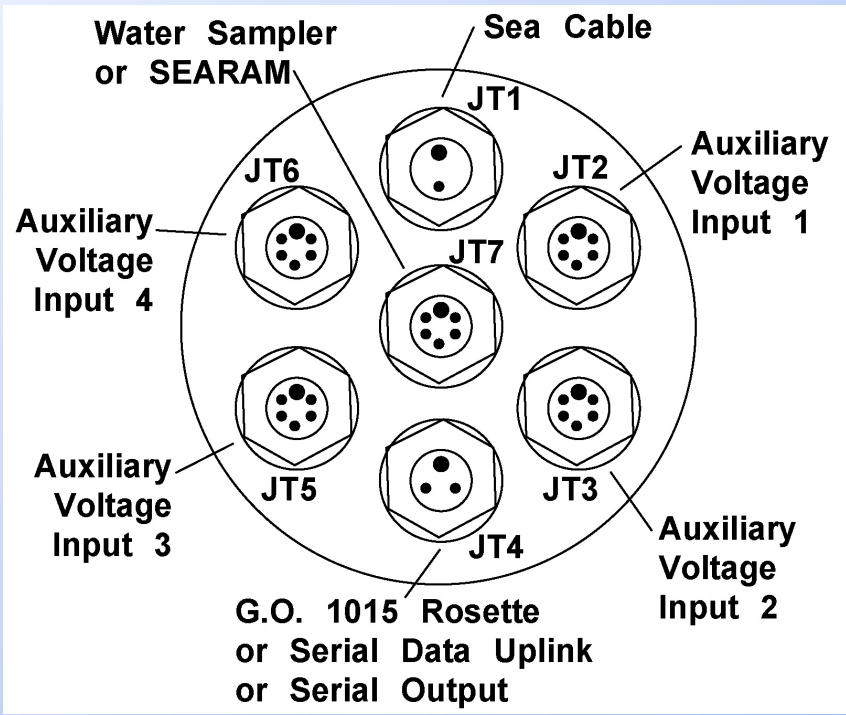 Water Sampler
or SEARAM
Sea Cable
JT1
JT6
JT2
Auxiliary
Voltage
Input 1
Auxiliary
Voltage
Input 4
JT7
Auxiliary
Voltage
Input 3
JT5
JT3
JT4
Auxiliary
Voltage
Input 2
G.O. 1015 Rosette
or Serial Data Uplink
or Serial Output